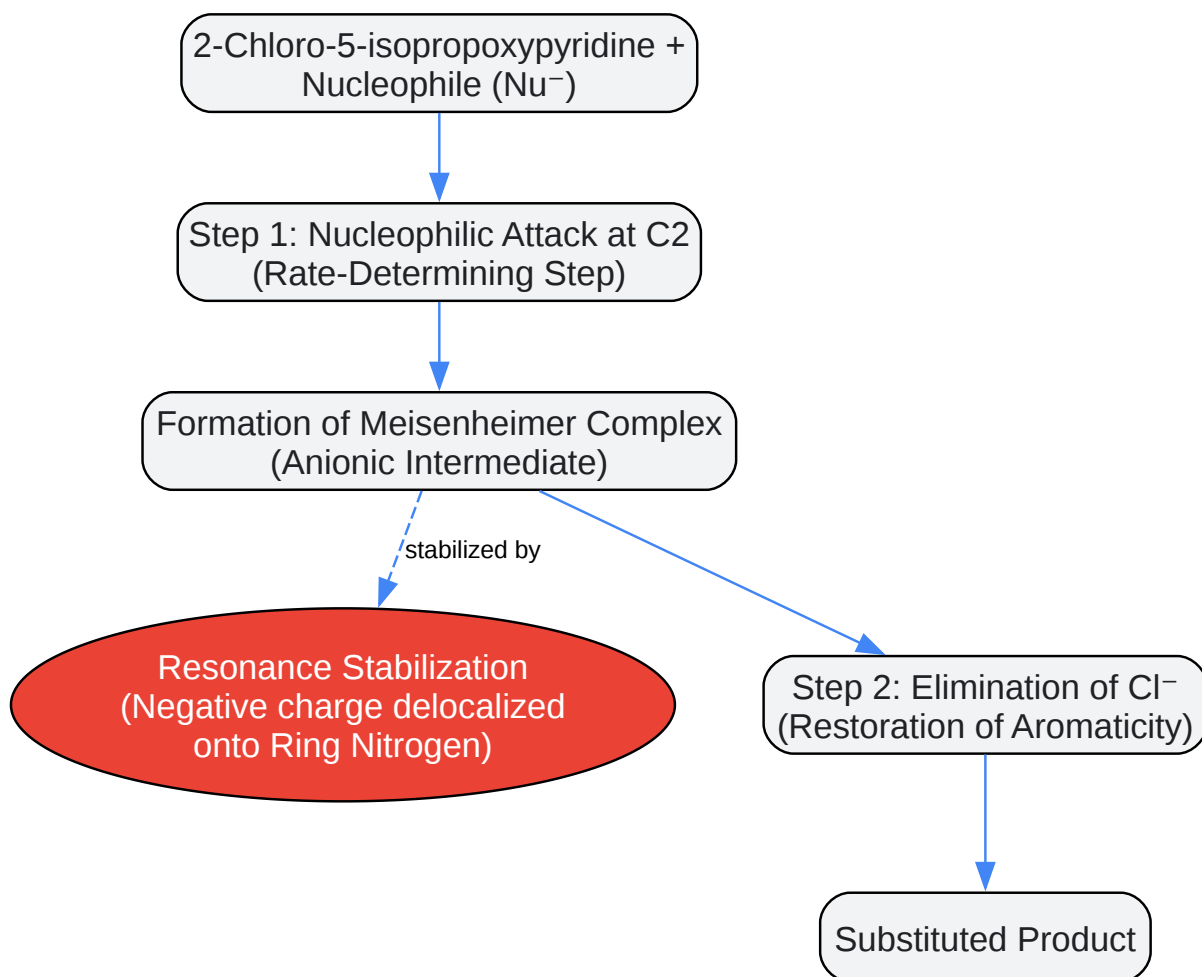 2-Chloro-5-isopropoxypyridine +
Nucleophile (Nu⁻)
Step 1: Nucleophilic Attack at C2
(Rate-Determining Step)
Formation of Meisenheimer Complex
(Anionic Intermediate)
stabilized by
Resonance Stabilization
(Negative charge delocalized
onto Ring Nitrogen)
Step 2: Elimination of Cl⁻
(Restoration of Aromaticity)
Substituted Product